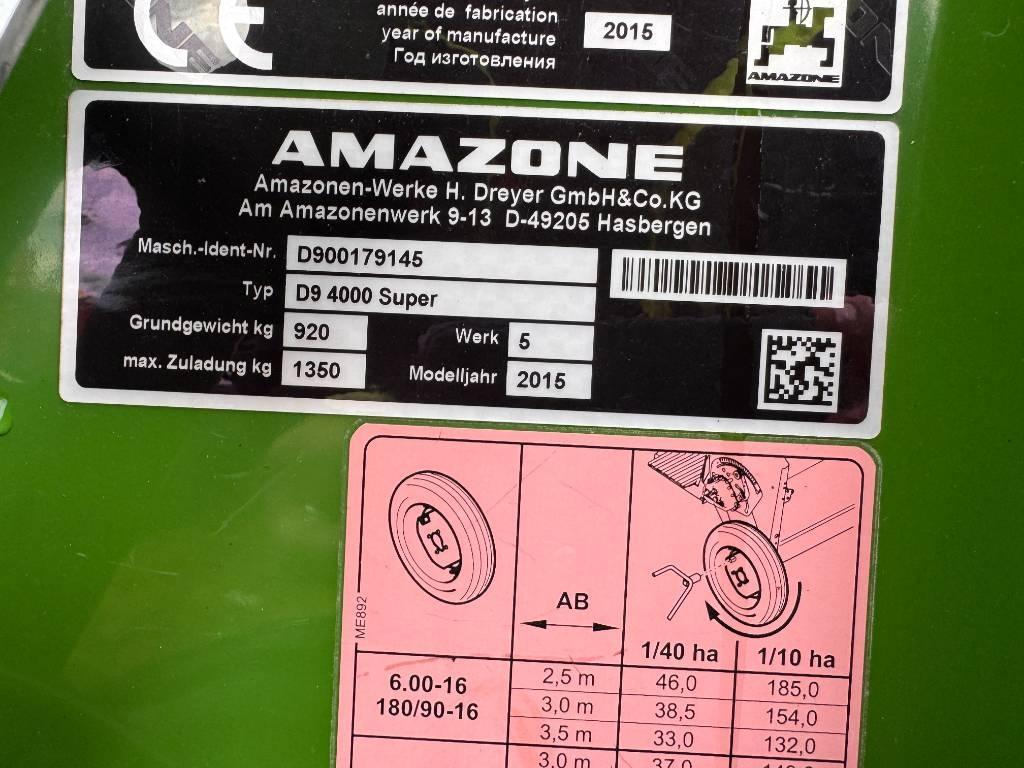 CE
année de fabrication
year of manufacture
Год изготовления
2015
AMAZONE
AMAZONE
Amazonen-Werke H. Dreyer GmbH&Co.KG
Am Amazonenwerk 9-13 D-49205 Hasbergen
Masch.-Ident-Nr. D900179145
Typ D9 4000 Super
Grundgewicht kg 920 Werk 5
max. Zuladung kg 1350 Modelljahr 2015
ME892
AB
1/40 ha 1/10 ha
6.00-16
180/90-16
2,5 m 46,0 185,0
3,0 m 38,5 154,0
3,5 m 33,0 132,0
3,0 m 37,0